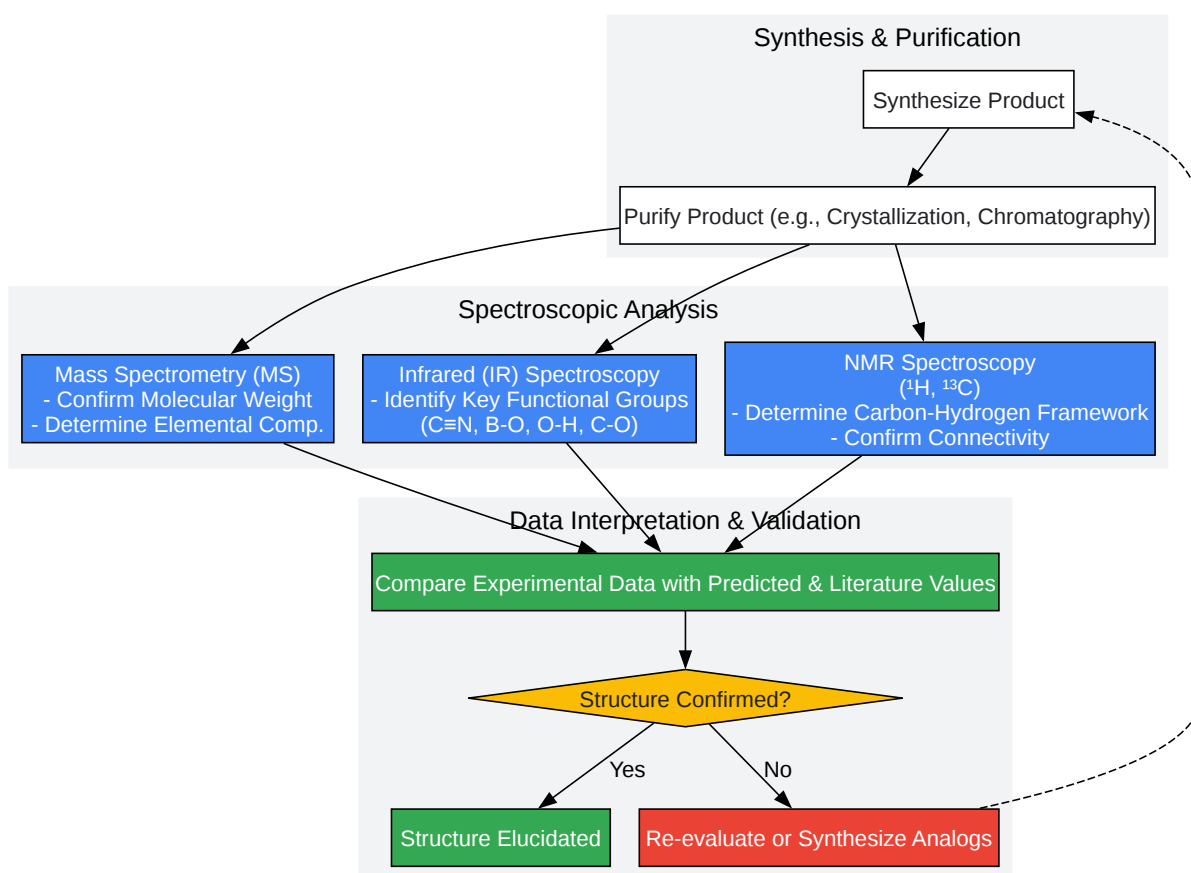 Synthesis & Purification
Synthesize Product
Purify Product (e.g., Crystallization, Chromatography)
Spectroscopic Analysis
Mass Spectrometry (MS)
- Confirm Molecular Weight
- Determine Elemental Comp.
Infrared (IR) Spectroscopy
- Identify Key Functional Groups
(C≡N, B-O, O-H, C-O)
NMR Spectroscopy
(¹H, ¹³C)
- Determine Carbon-Hydrogen Framework
- Confirm Connectivity
Data Interpretation & Validation
Compare Experimental Data with Predicted & Literature Values
Structure Confirmed?
Yes
No
Structure Elucidated
Re-evaluate or Synthesize Analogs